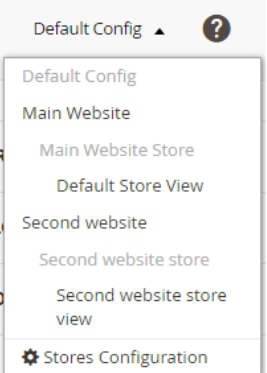 Default Config ▲ ?
Default Config
Main Website
Main Website Store
Default Store View
Second website
Second website store
Second website store
view
Stores Configuration